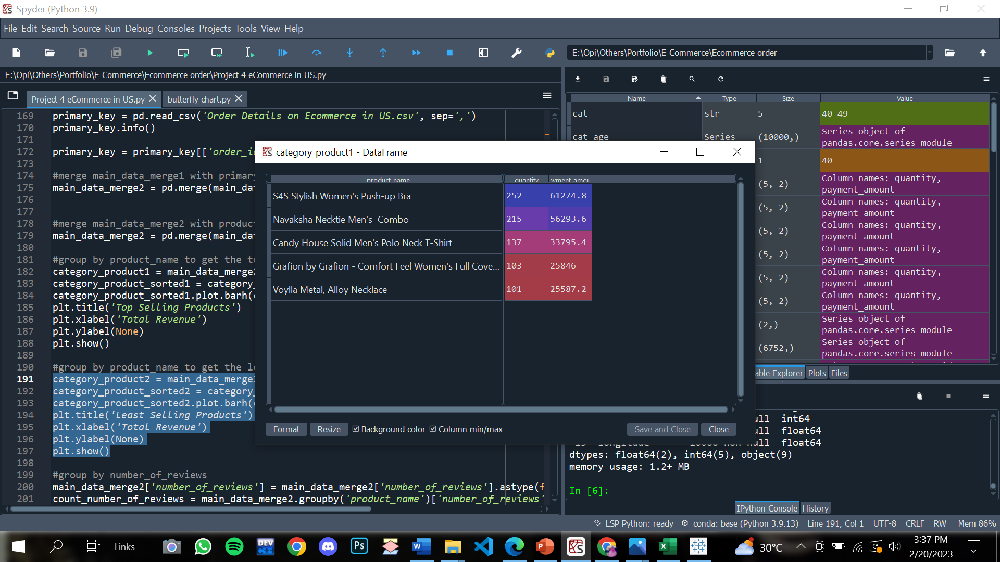 Spyder (Python 3.9)
File Edit Search Source Run Debug Consoles Projects Tools View Help
E:\Opi\Others\Portfolio\E-Commerce\Ecommerce order
E:\Opi\Others\Portfolio\E-Commerce\Ecommerce order\Project 4 eCommerce in US.py
Project 4 eCommerce in US.py
butterfly chart.py
169 primary_key = pd.read_csv('Order Details on Ecommerce in US.csv', sep=',')
170 primary_key.info()
171
172 primary_key = primary_key[['order_i
173
174 #merge main_data_merge1 with primary
175 main_data_merge2 = pd.merge(main_da
176
177
178 #merge main_data_merge2 with product
179 main_data_merge2 = pd.merge(main_da
180
181 #group by product_name to get the t
182 category_product1 = main_data_merge2
183 category_product_sorted1 = category_
184 category_product_sorted1.plot.barh(
185 plt.title('Top Selling Products')
186 plt.xlabel('Total Revenue')
187 plt.ylabel(None)
188 plt.show()
189
190 #group by product_name to get the l
191 category_product2 = main_data_merge2
192 category_product_sorted2 = category_
193 category_product_sorted2.plot.barh(
194 plt.title('Least Selling Products')
195 plt.xlabel('Total Revenue')
196 plt.ylabel(None)
197 plt.show()
198
199 #group by number_of_reviews
200 main_data_merge2['number_of_reviews'] = main_data_merge2['number_of_reviews'].astype(f
201 count_number_of_reviews = main_data_merge2.groupby('product_name')['number_of_reviews'
category_product1 - DataFrame
product_name quantity ayment_amou
S4S Stylish Women's Push-up Bra 252 61274.8
Navaksha Necktie Men's  Combo 215 56293.6
Candy House Solid Men's Polo Neck T-Shirt 137 33795.4
Grafion by Grafion - Comfort Feel Women's Full Cove... 103 25846
Voylla Metal, Alloy Necklace 101 25587.2
Format Resize Background color Column min/max Save and Close Close
Name Type Size Value
cat str 5 40-49
cat_age Series (10000,) Series object of
pandas.core.series module
1 40
(5, 2) Column names: quantity,
payment_amount
(5, 2) Column names: quantity,
payment_amount
(5, 2) Column names: quantity,
payment_amount
(5, 2) Column names: quantity,
payment_amount
(5, 2) Column names: quantity,
payment_amount
(5, 2) Column names: quantity,
payment_amount
(2,) Series object of
pandas.core.series module
(6752,) Series object of
pandas.core.series module
able Explorer Plots Files
ull int64
ull float64
longitude 10000 non-null float64
dtypes: float64(2), int64(5), object(9)
memory usage: 1.2+ MB
In [6]:
IPython Console History
LSP Python: ready conda: base (Python 3.9.13) Line 191, Col 1 UTF-8 CRLF RW Mem 86%
Links
DEV
C++
Ps
30°C
3:37 PM
2/20/2023